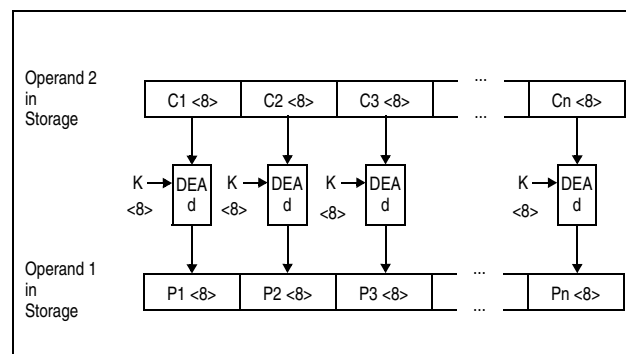 Operand 2
in
Storage
C1 <8> C2 <8> C3 <8> ... ... Cn <8>
K <8> DEA d K <8> DEA d K <8> DEA d K <8> DEA d
Operand 1
in
Storage
P1 <8> P2 <8> P3 <8> ... ... Pn <8>